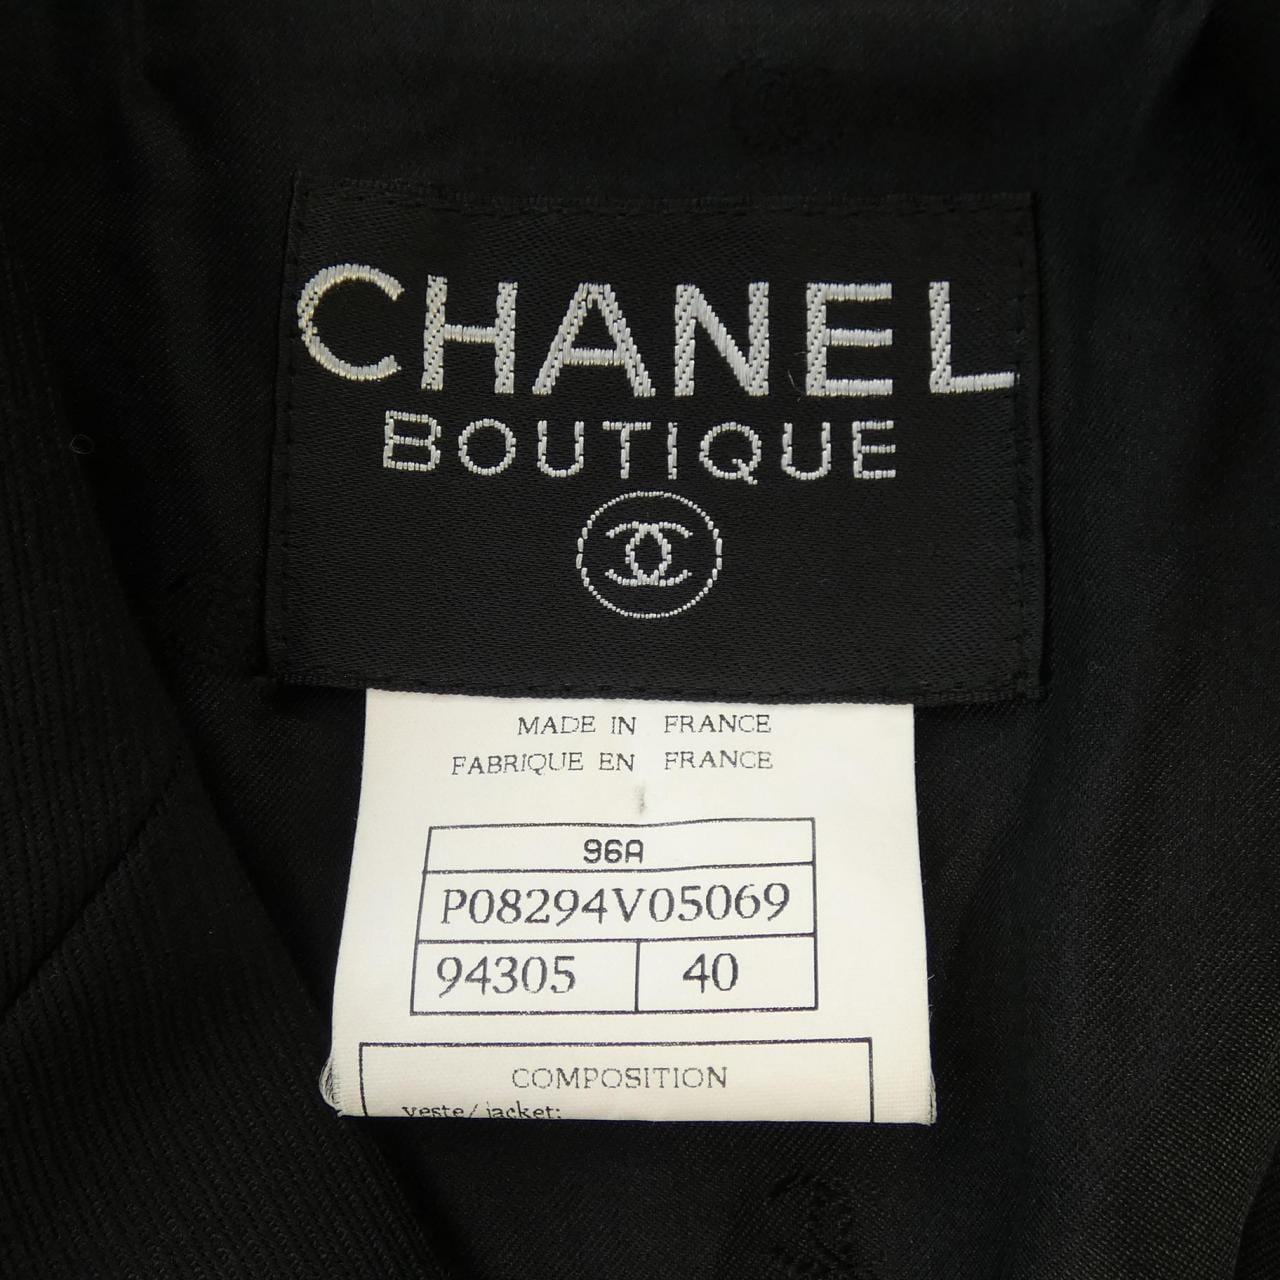 CHANEL
BOUTIQUE
MADE IN FRANCE
FABRIQUE EN FRANCE
96A
P08294V05069
94305 40
COMPOSITION
veste/jacket: